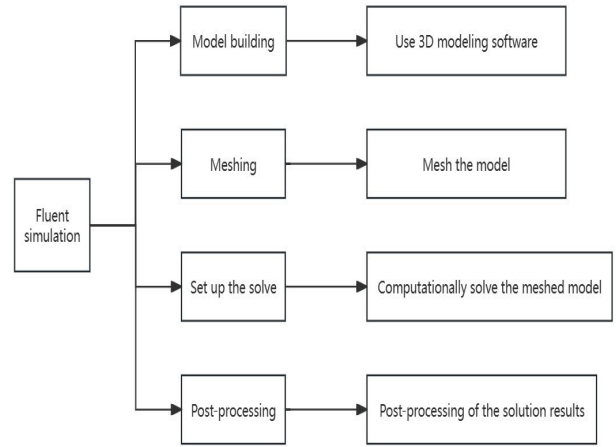 Model building
Use 3D modeling software
Meshing
Mesh the model
Fluent
simulation
Set up the solve
Computationally solve the meshed model
Post-processing
Post-processing of the solution results